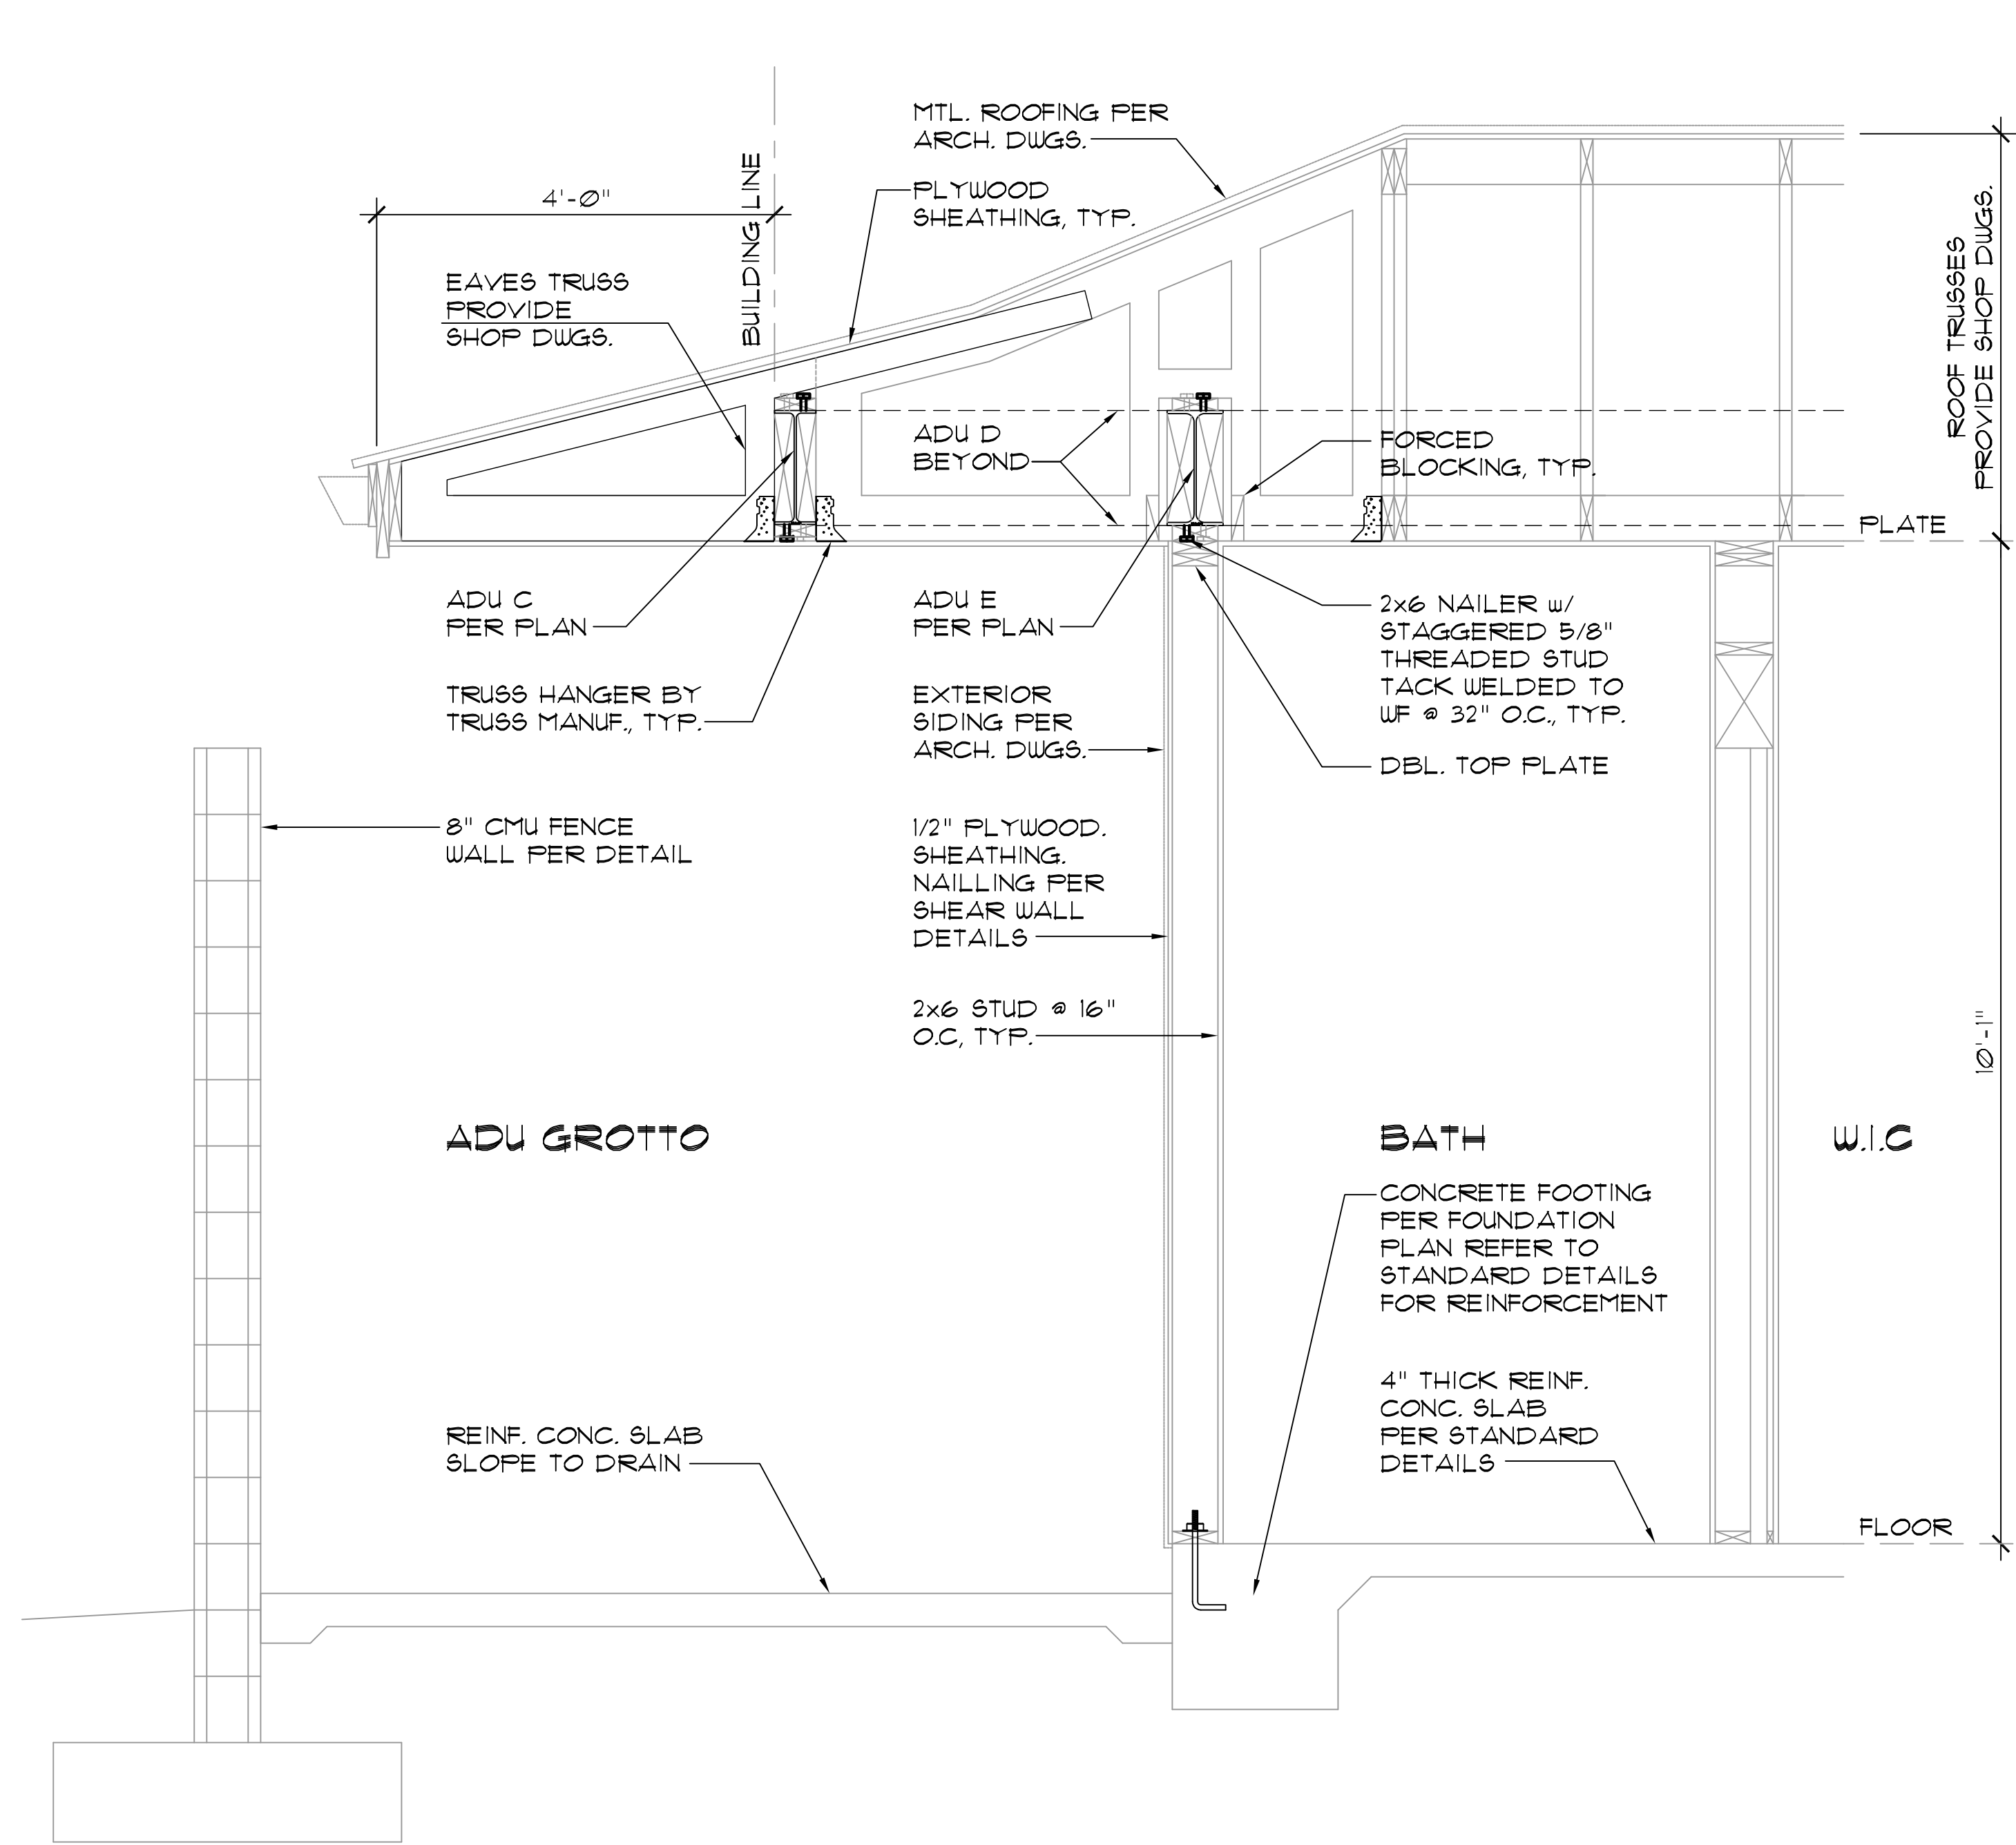 MTL. ROOFING PER
ARCH. DWGS.
PLYWOOD
SHEATHING, TYP.
4'-0"
BUILDING LINE
EAVES TRUSS
PROVIDE
SHOP DWGS.
ROOF TRUSSES
PROVIDE SHOP DWGS.
ADU D
BEYOND
FORCED
BLOCKING, TYP.
PLATE
ADU C
PER PLAN
ADU E
PER PLAN
2x6 NAILER w/
STAGGERED 5/8"
THREADED STUD
TACK WELDED TO
WF @ 32" O.C., TYP.
TRUSS HANGER BY
TRUSS MANUF., TYP.
EXTERIOR
SIDING PER
ARCH. DWGS.
DBL. TOP PLATE
8" CMU FENCE
WALL PER DETAIL
1/2" PLYWOOD.
SHEATHING.
NAILLING PER
SHEAR WALL
DETAILS
2x6 STUD @ 16"
O.C, TYP.
10'-1"
ADU GROTTO
BATH
W.I.C
CONCRETE FOOTING
PER FOUNDATION
PLAN REFER TO
STANDARD DETAILS
FOR REINFORCEMENT
4" THICK REINF.
CONC. SLAB
PER STANDARD
DETAILS
REINF. CONC. SLAB
SLOPE TO DRAIN
FLOOR